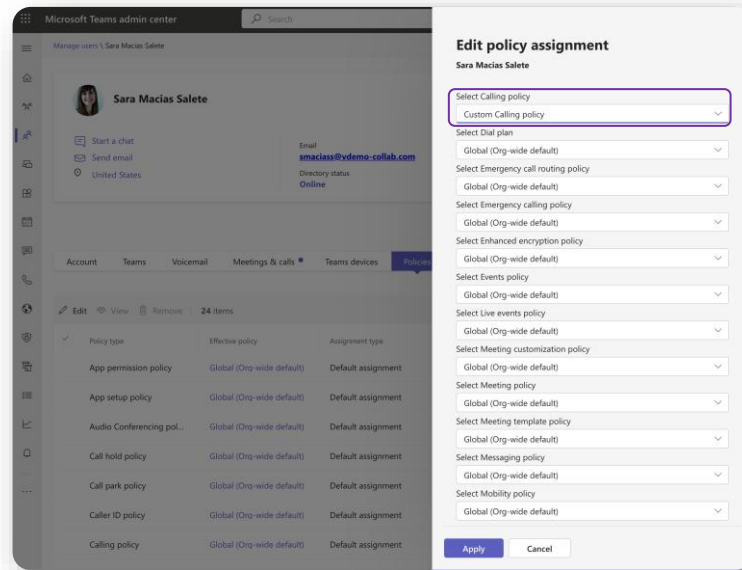 Microsoft Teams admin center
Search
Manage users \ Sara Macias Salete
Sara Macias Salete
Start a chat
Send email
United States
Email
smaciass@vdemo-collab.com
Directory status
Online
Account Teams Voicemail Meetings & calls Teams devices Policies
Edit View Remove 24 items
Policy type Effective policy Assignment type
App permission policy Global (Org-wide default) Default assignment
App setup policy Global (Org-wide default) Default assignment
Audio Conferencing pol... Global (Org-wide default) Default assignment
Call hold policy Global (Org-wide default) Default assignment
Call park policy Global (Org-wide default) Default assignment
Caller ID policy Global (Org-wide default) Default assignment
Calling policy Global (Org-wide default) Default assignment
Edit policy assignment
Sara Macias Salete
Select Calling policy
Custom Calling policy
Select Dial plan
Global (Org-wide default)
Select Emergency call routing policy
Global (Org-wide default)
Select Emergency calling policy
Global (Org-wide default)
Select Enhanced encryption policy
Global (Org-wide default)
Select Events policy
Global (Org-wide default)
Select Live events policy
Global (Org-wide default)
Select Meeting customization policy
Global (Org-wide default)
Select Meeting policy
Global (Org-wide default)
Select Meeting template policy
Global (Org-wide default)
Select Messaging policy
Global (Org-wide default)
Select Mobility policy
Global (Org-wide default)
Apply Cancel